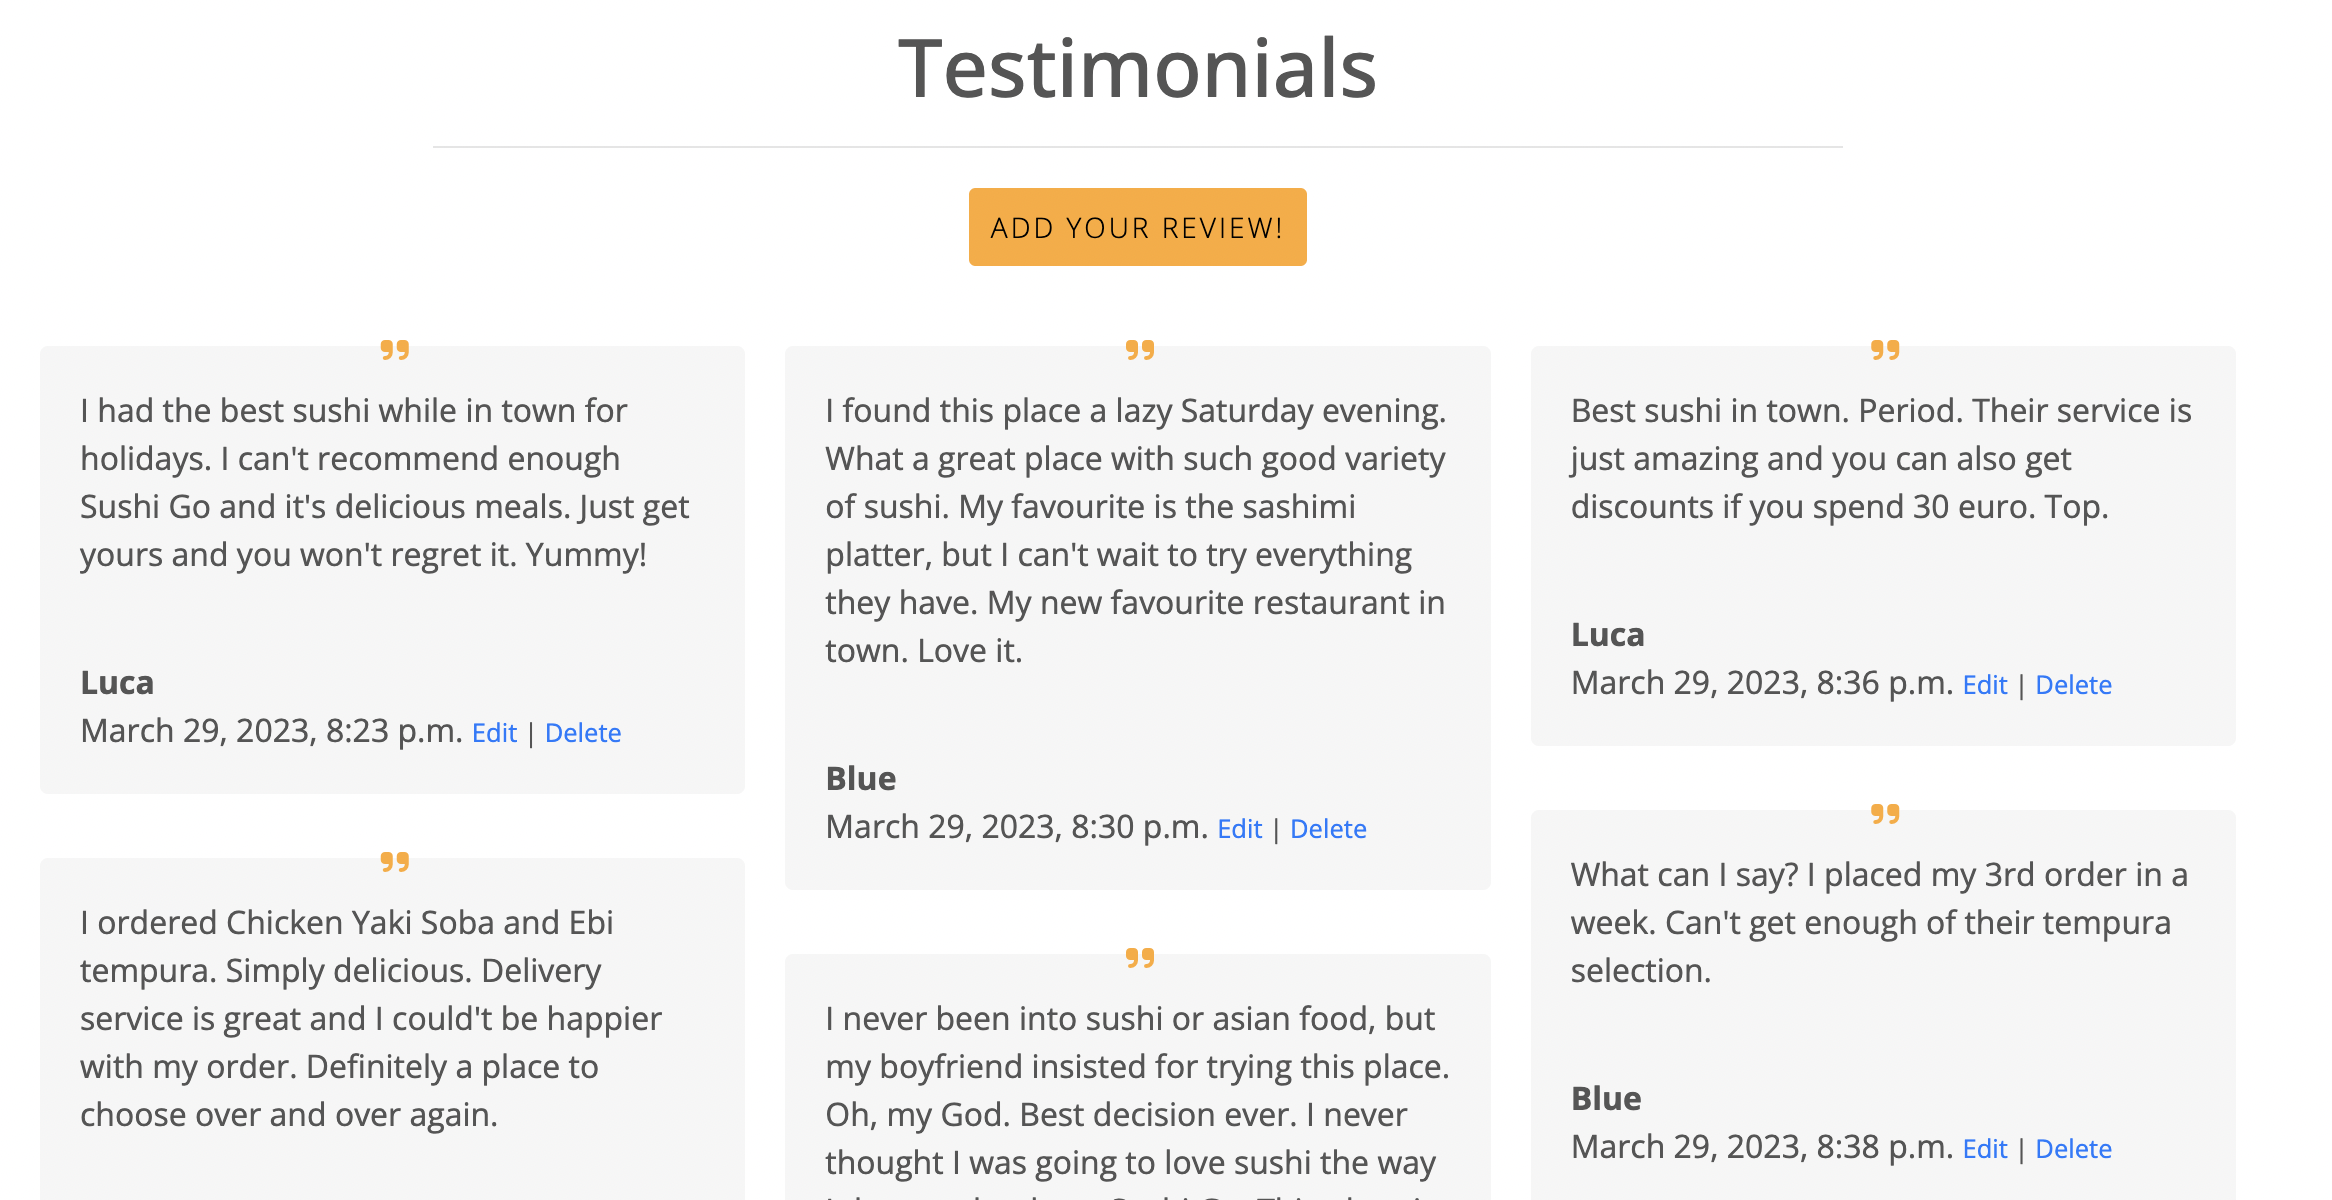 Testimonials
ADD YOUR REVIEW!
”
I had the best sushi while in town for
holidays. I can't recommend enough
Sushi Go and it's delicious meals. Just get
yours and you won't regret it. Yummy!
Luca
March 29, 2023, 8:23 p.m. Edit | Delete
”
I ordered Chicken Yaki Soba and Ebi
tempura. Simply delicious. Delivery
service is great and I could't be happier
with my order. Definitely a place to
choose over and over again.
”
I found this place a lazy Saturday evening.
What a great place with such good variety
of sushi. My favourite is the sashimi
platter, but I can't wait to try everything
they have. My new favourite restaurant in
town. Love it.
Blue
March 29, 2023, 8:30 p.m. Edit | Delete
”
I never been into sushi or asian food, but
my boyfriend insisted for trying this place.
Oh, my God. Best decision ever. I never
thought I was going to love sushi the way
”
Best sushi in town. Period. Their service is
just amazing and you can also get
discounts if you spend 30 euro. Top.
Luca
March 29, 2023, 8:36 p.m. Edit | Delete
”
What can I say? I placed my 3rd order in a
week. Can't get enough of their tempura
selection.
Blue
March 29, 2023, 8:38 p.m. Edit | Delete